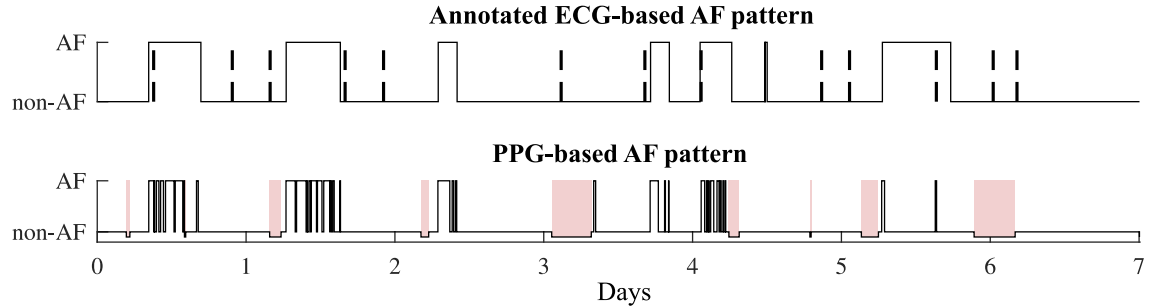 Annotated ECG-based AF pattern
AF
non-AF
PPG-based AF pattern
AF
non-AF
0 1 2 3 4 5 6 7
Days